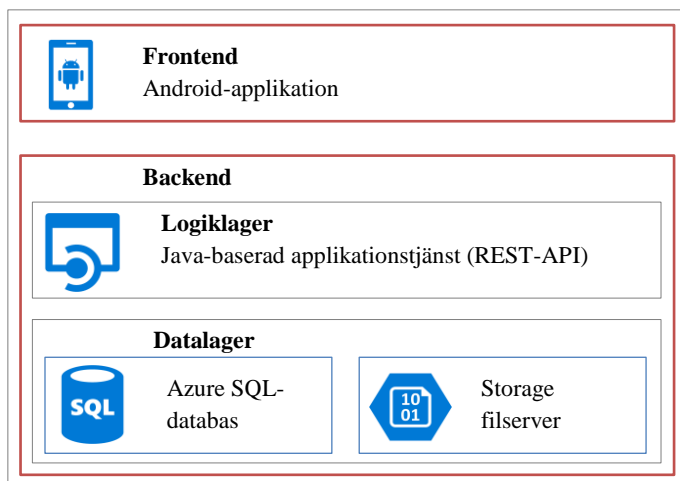 Frontend
Android-applikation
Backend
Logiklager
Java-baserad applikationstjänst (REST-API)
Datalager
SQL
Azure SQL-
databas
10
01
Storage
filserver